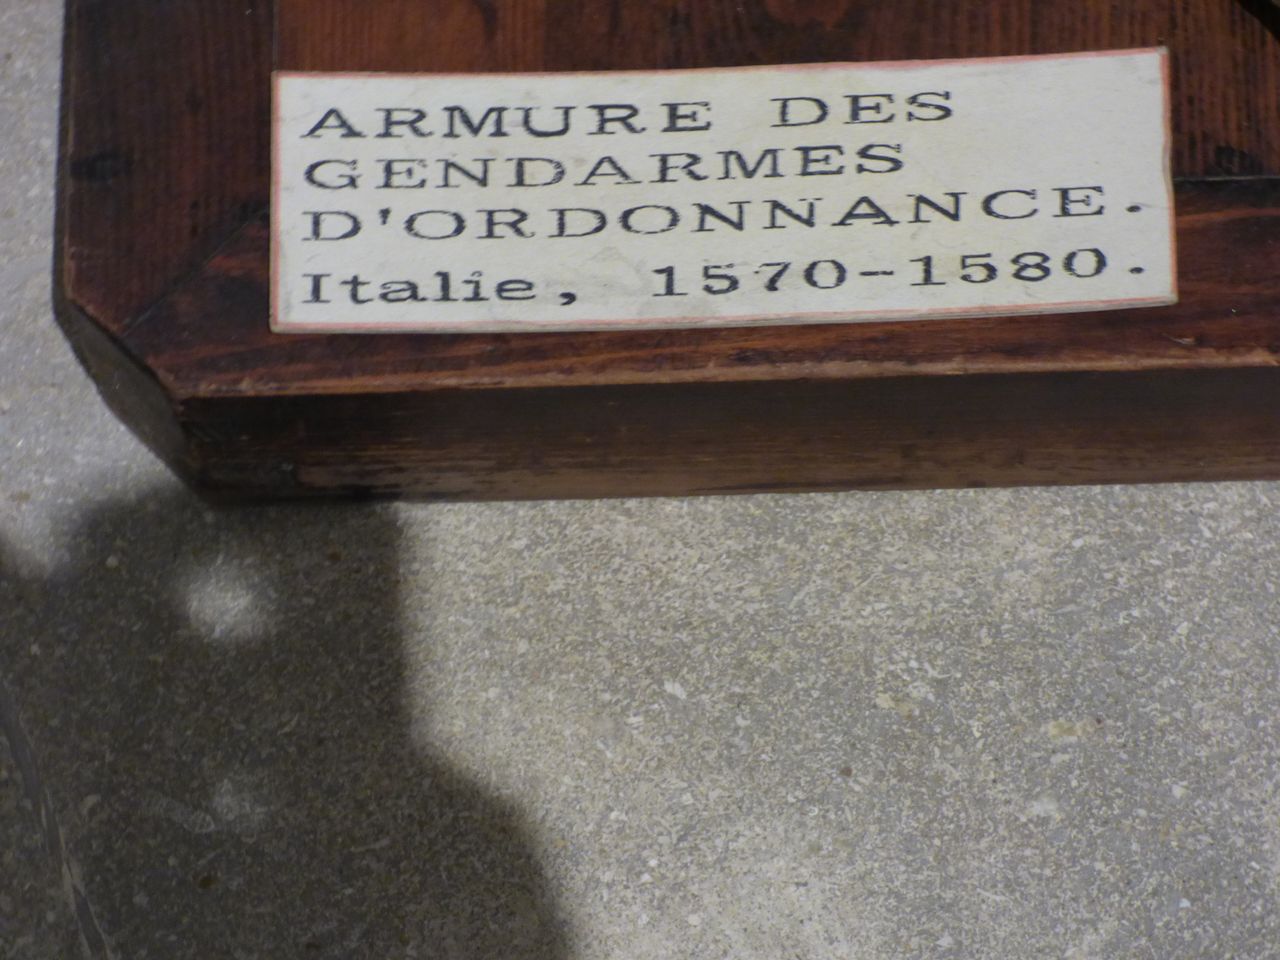 ARMURE DES
GENDARMES
D'ORDONNANCE.
Italie, 1570-1580.